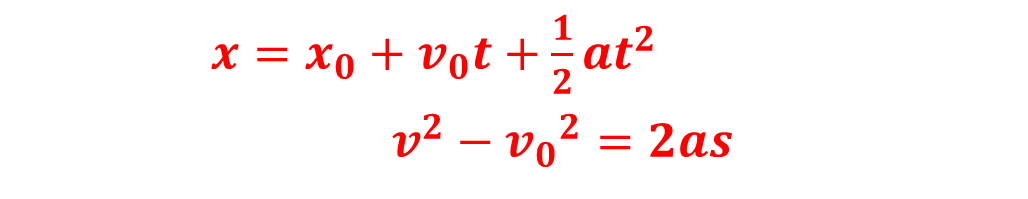 x = x₀ + v₀t + ½at²
v² − v₀² = 2as